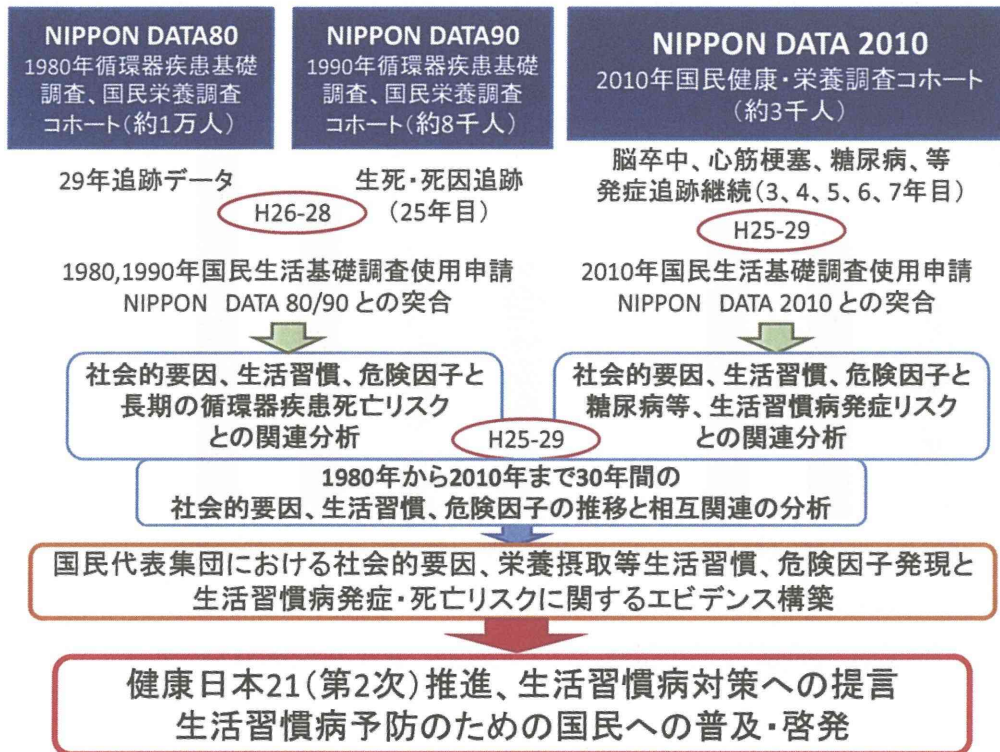 NIPPON DATA80
1980年循環器疾患基礎
調査、国民栄養調査
コホート(約1万人)
NIPPON DATA90
1990年循環器疾患基礎
調査、国民栄養調査
コホート(約8千人)
NIPPON DATA 2010
2010年国民健康・栄養調査コホート
(約3千人)
29年追跡データ
生死・死因追跡
(25年目)
H26-28
脳卒中、心筋梗塞、糖尿病、等
発症追跡継続(3、4、5、6、7年目)
H25-29
1980,1990年国民生活基礎調査使用申請
NIPPON DATA 80/90 との突合
2010年国民生活基礎調査使用申請
NIPPON DATA 2010 との突合
社会的要因、生活習慣、危険因子と
長期の循環器疾患死亡リスク
との関連分析
社会的要因、生活習慣、危険因子と
糖尿病等、生活習慣病発症リスク
との関連分析
H25-29
1980年から2010年まで30年間の
社会的要因、生活習慣、危険因子の推移と相互関連の分析
国民代表集団における社会的要因、栄養摂取等生活習慣、危険因子発現と
生活習慣病発症・死亡リスクに関するエビデンス構築
健康日本21(第2次)推進、生活習慣病対策への提言
生活習慣病予防のための国民への普及・啓発